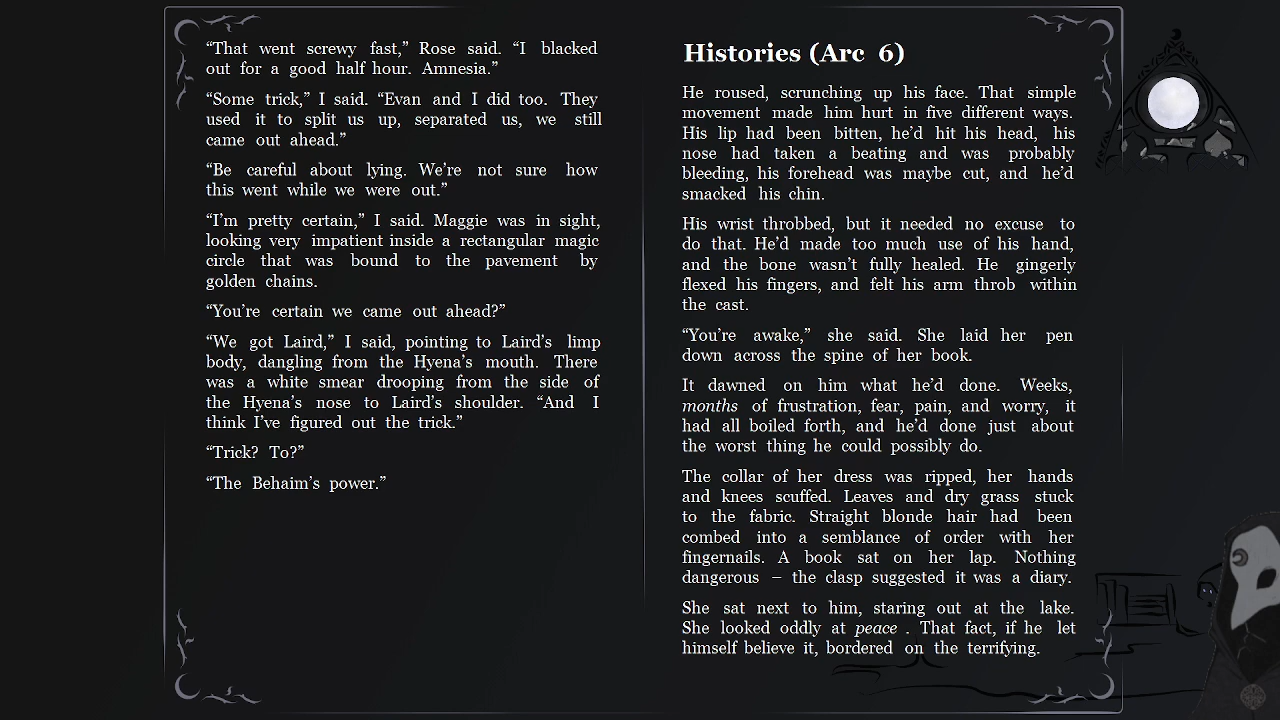 “That went screwy fast,” Rose said. “I blacked
out for a good half hour. Amnesia.”
“Some trick,” I said. “Evan and I did too. They
used it to split us up, separated us, we still
came out ahead.”
“Be careful about lying. We’re not sure how
this went while we were out.”
“I’m pretty certain,” I said. Maggie was in sight,
looking very impatient inside a rectangular magic
circle that was bound to the pavement by
golden chains.
“You’re certain we came out ahead?”
“We got Laird,” I said, pointing to Laird’s limp
body, dangling from the Hyena’s mouth. There
was a white smear drooping from the side of
the Hyena’s nose to Laird’s shoulder. “And I
think I’ve figured out the trick.”
“Trick? To?”
“The Behaim’s power.”
Histories (Arc 6)
He roused, scrunching up his face. That simple
movement made him hurt in five different ways.
His lip had been bitten, he’d hit his head, his
nose had taken a beating and was probably
bleeding, his forehead was maybe cut, and he’d
smacked his chin.
His wrist throbbed, but it needed no excuse to
do that. He’d made too much use of his hand,
and the bone wasn’t fully healed. He gingerly
flexed his fingers, and felt his arm throb within
the cast.
“You’re awake,” she said. She laid her pen
down across the spine of her book.
It dawned on him what he’d done. Weeks,
months of frustration, fear, pain, and worry, it
had all boiled forth, and he’d done just about
the worst thing he could possibly do.
The collar of her dress was ripped, her hands
and knees scuffed. Leaves and dry grass stuck
to the fabric. Straight blonde hair had been
combed into a semblance of order with her
fingernails. A book sat on her lap. Nothing
dangerous – the clasp suggested it was a diary.
She sat next to him, staring out at the lake.
She looked oddly at peace . That fact, if he let
himself believe it, bordered on the terrifying.